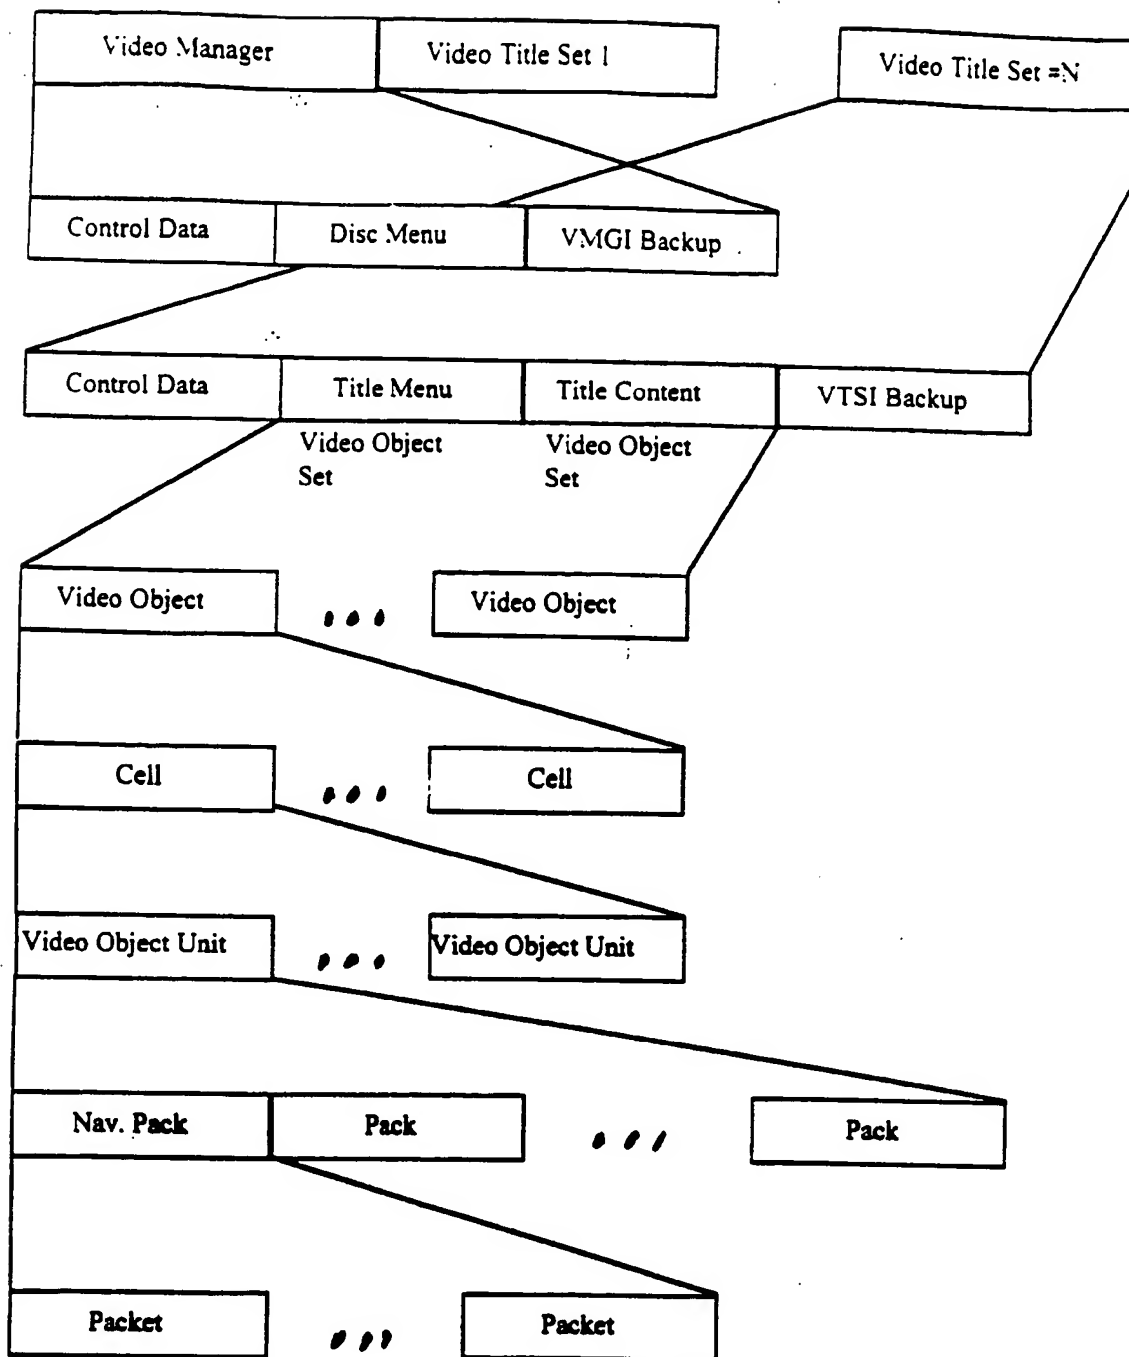 Video Manager
Video Title Set 1
Video Title Set =N
Control Data
Disc Menu
VMGI Backup
Control Data
Title Menu
Title Content
VTSI Backup
Video Object
Set
Video Object
Set
Video Object
Video Object
Cell
Cell
Video Object Unit
Video Object Unit
Nav. Pack
Pack
Pack
Packet
Packet